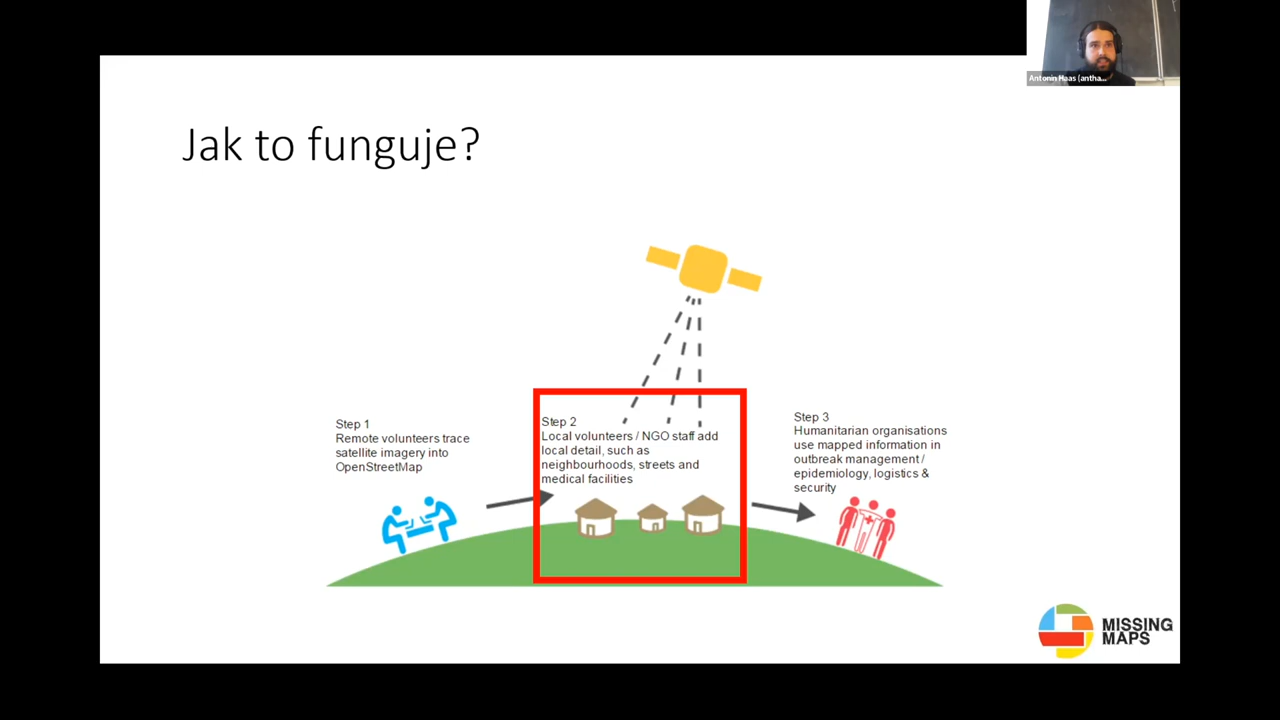 Antonin Haas (antha...
Jak to funguje?
Step 1
Remote volunteers trace
satellite imagery into
OpenStreetMap
Step 2
Local volunteers / NGO staff add
local detail, such as
neighbourhoods, streets and
medical facilities
Step 3
Humanitarian organisations
use mapped information in
outbreak management /
epidemiology, logistics &
security
MISSING
MAPS